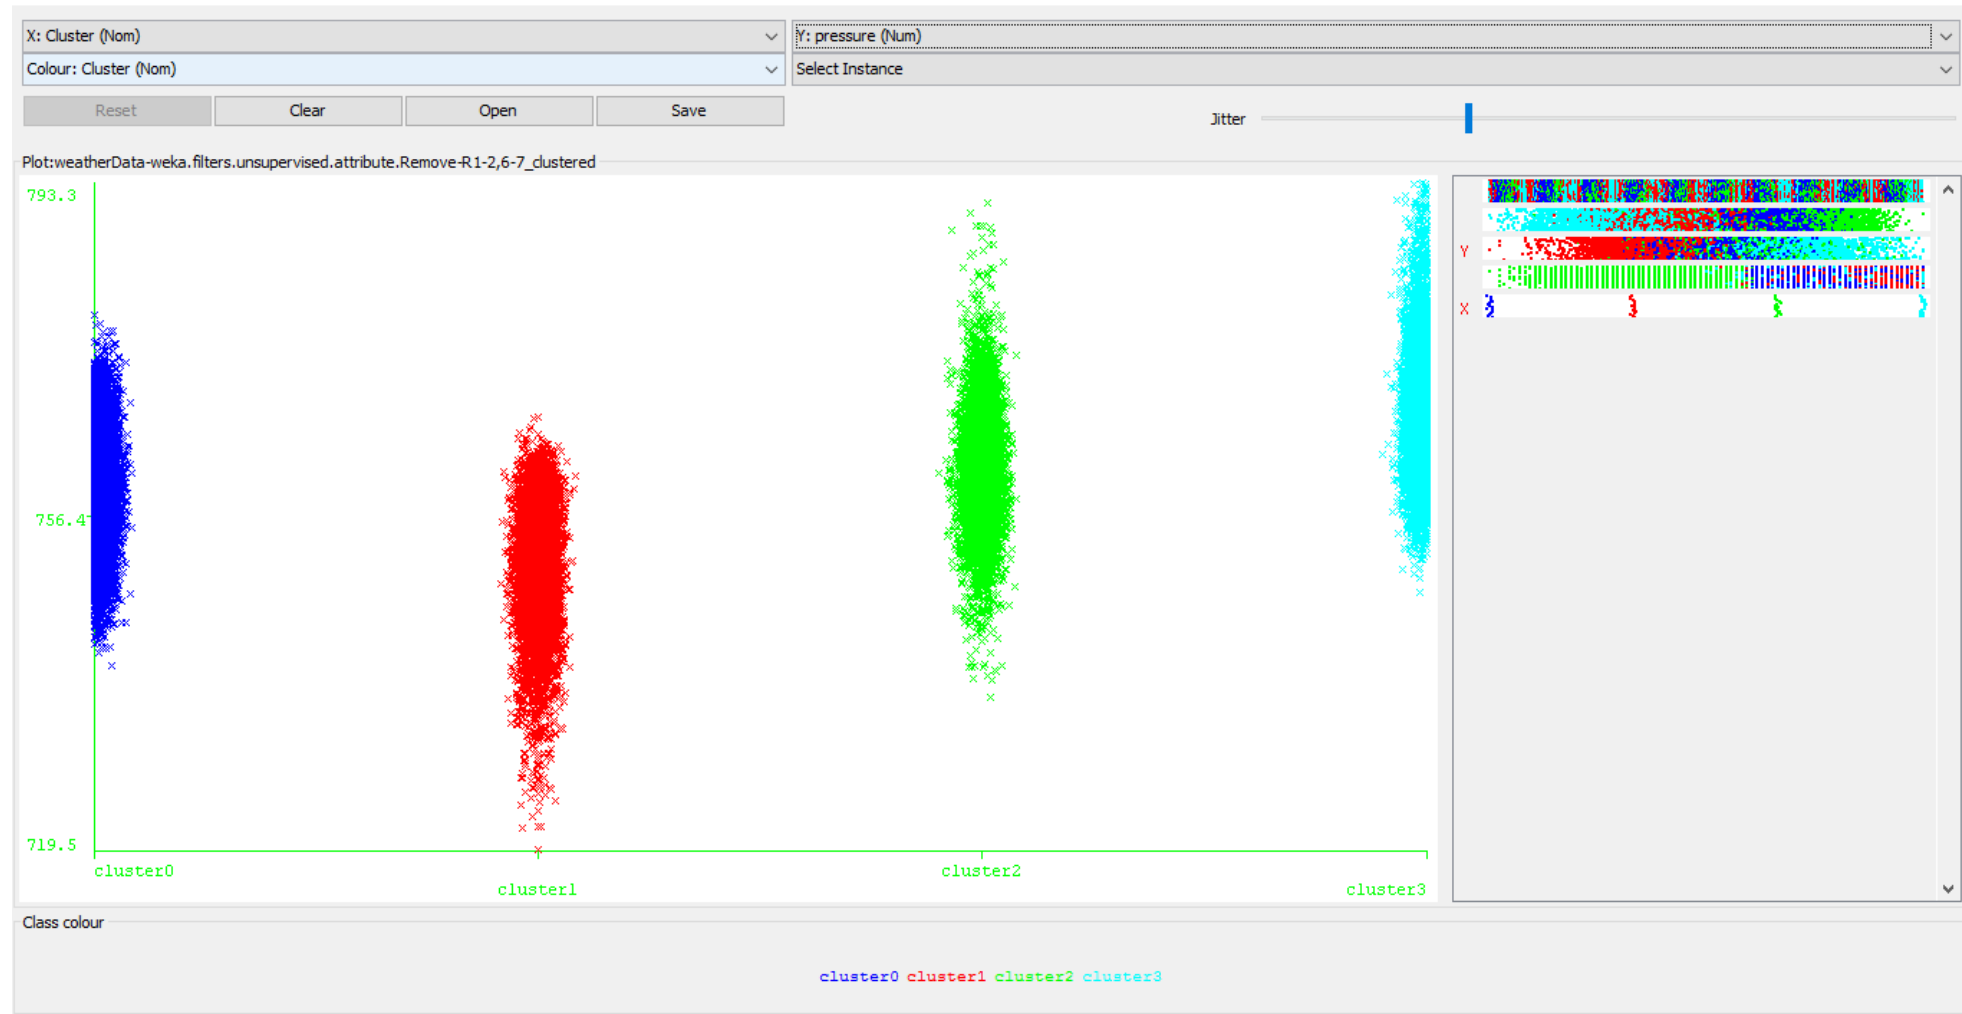 X: Cluster (Nom)
Y: pressure (Num)
Colour: Cluster (Nom)
Select Instance
Reset
Clear
Open
Save
Jitter
Plot:weatherData-weka.filters.unsupervised.attribute.Remove-R1-2,6-7_clustered
793.3
756.4
719.5
cluster0
cluster1
cluster2
cluster3
Y
X
Class colour
cluster0 cluster1 cluster2 cluster3